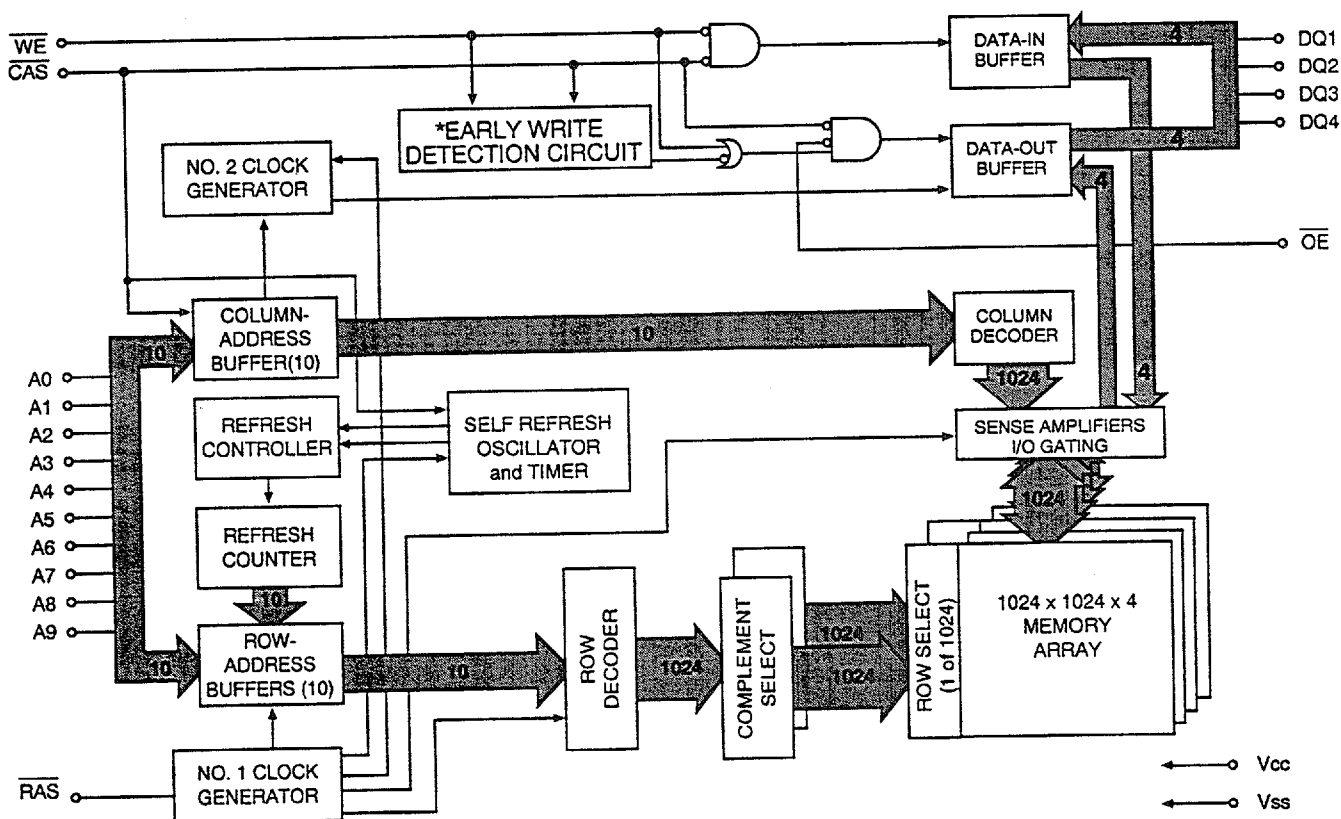 WE
CAS
*EARLY WRITE
DETECTION CIRCUIT
DATA-IN
BUFFER
DATA-OUT
BUFFER
4
4
4
4
DQ1
DQ2
DQ3
DQ4
OE
NO. 2 CLOCK
GENERATOR
COLUMN-
ADDRESS
BUFFER(10)
10
10
COLUMN
DECODER
1024
SENSE AMPLIFIERS
I/O GATING
1024
A0
A1
A2
A3
A4
A5
A6
A7
A8
A9
REFRESH
CONTROLLER
SELF REFRESH
OSCILLATOR
and TIMER
REFRESH
COUNTER
10
10
ROW-
ADDRESS
BUFFERS (10)
10
ROW
DECODER
1024
COMPLEMENT
SELECT
1024
1024
ROW SELECT
(1 of 1024)
1024 x 1024 x 4
MEMORY
ARRAY
RAS
NO. 1 CLOCK
GENERATOR
Vcc
Vss